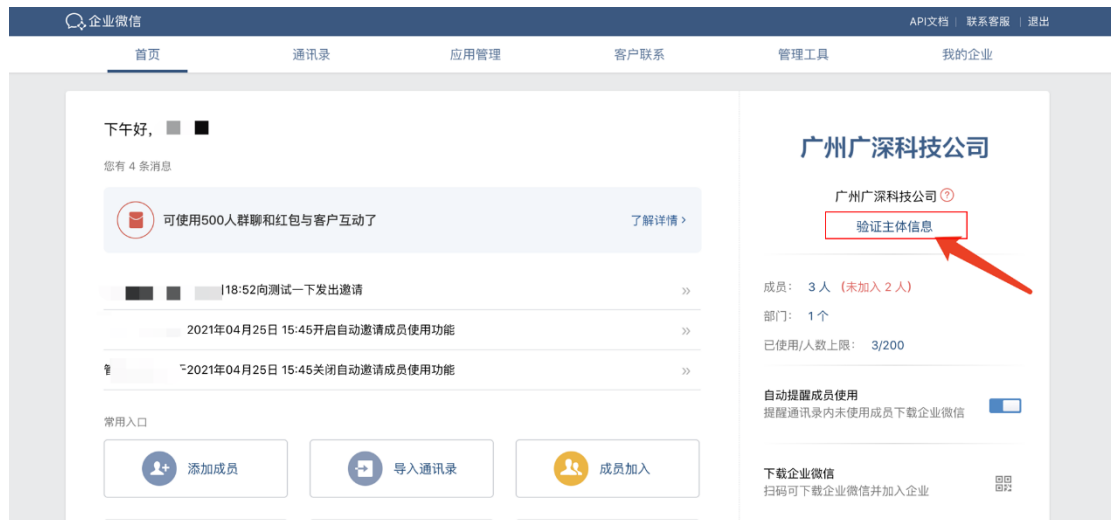 企业微信
API文档 | 联系客服 | 退出
首页 通讯录 应用管理 客户联系 管理工具 我的企业
下午好,
您有 4 条消息
可使用500人群聊和红包与客户互动了
了解详情 ›
18:52向测试一下发出邀请 »
2021年04月25日 15:45开启自动邀请成员使用功能 »
2021年04月25日 15:45关闭自动邀请成员使用功能 »
常用入口
添加成员
导入通讯录
成员加入
广州广深科技公司
广州广深科技公司 ?
验证主体信息
成员: 3人 (未加入 2 人)
部门: 1个
已使用/人数上限: 3/200
自动提醒成员使用
提醒通讯录内未使用成员下载企业微信
下载企业微信
扫码可下载企业微信并加入企业